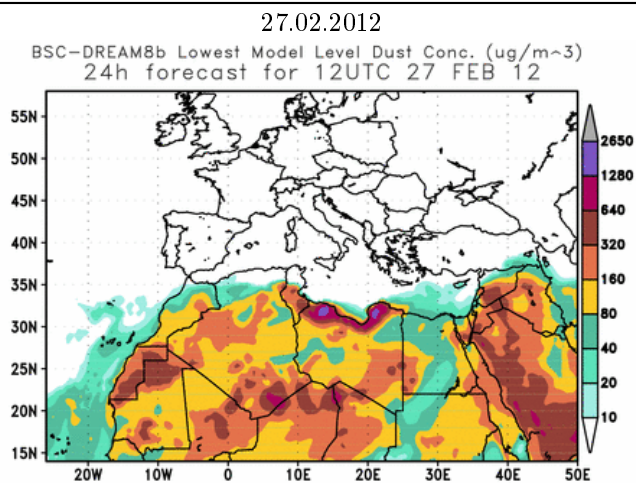 27.02.2012
BSC-DREAM8b Lowest Model Level Dust Conc. (ug/m^3)
24h forecast for 12UTC 27 FEB 12
55N
50N
45N
40N
35N
30N
25N
20N
15N
20W
10W
0
10E
20E
30E
40E
50E
2650
1280
640
320
160
80
40
20
10